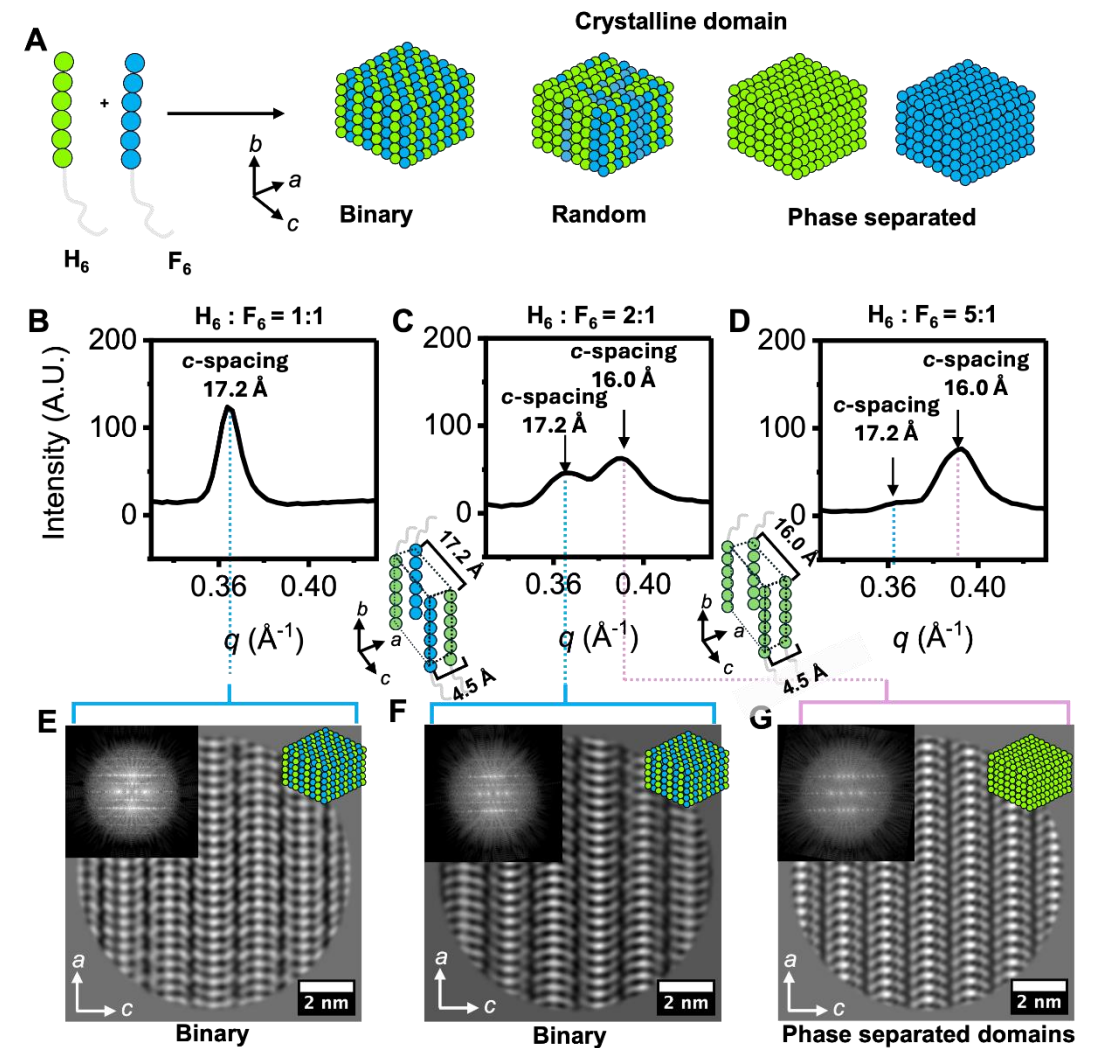 A
Crystalline domain
+
b
a
c
H₆
F₆
Binary
Random
Phase separated
B
H₆ : F₆ = 1:1
C
H₆ : F₆ = 2:1
D
H₆ : F₆ = 5:1
Intensity (A.U.)
200
100
0
c-spacing
17.2 Å
0.36
0.40
q (Å⁻¹)
200
100
0
c-spacing
16.0 Å
c-spacing
17.2 Å
0.36
0.40
q (Å⁻¹)
17.2 Å
b
a
c
4.5 Å
200
100
0
c-spacing
16.0 Å
c-spacing
17.2 Å
0.36
0.40
q (Å⁻¹)
16.0 Å
b
a
c
4.5 Å
E
a
c
2 nm
Binary
F
a
c
2 nm
Binary
G
a
c
2 nm
Phase separated domains